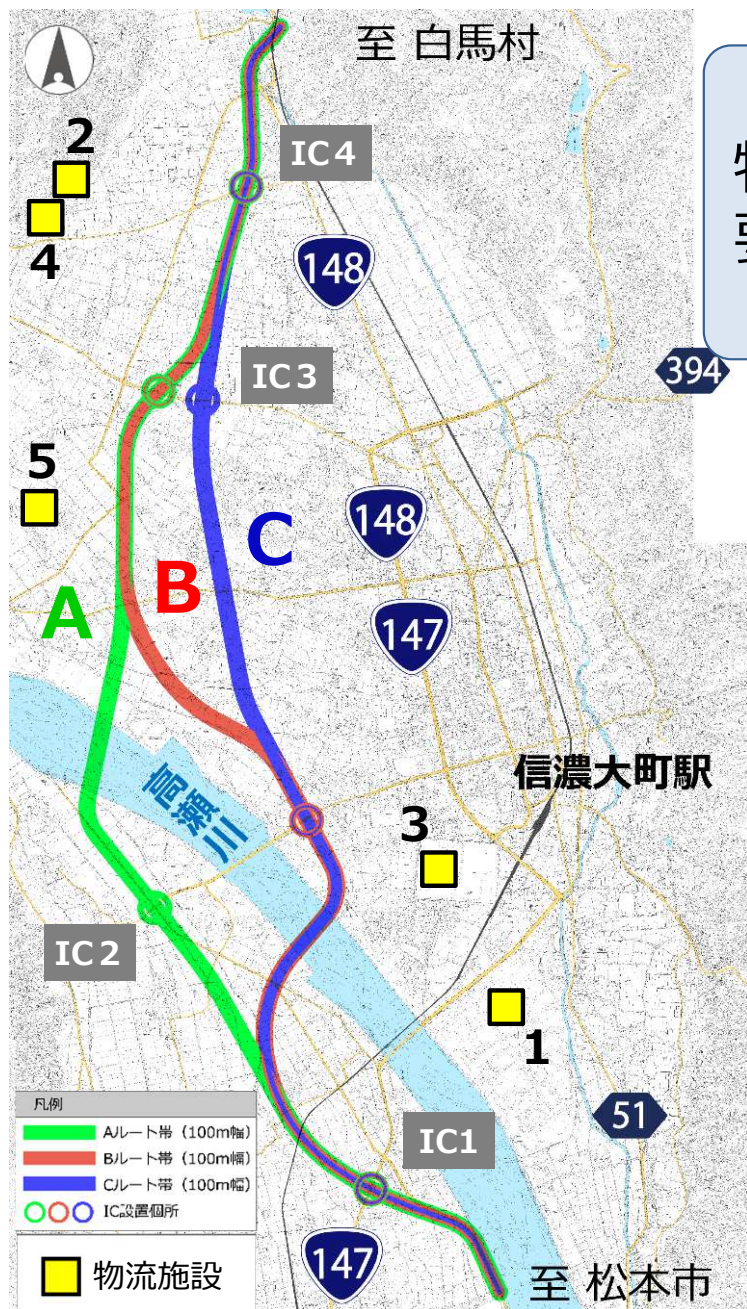 至 白馬村
2
IC4
4
148
394
IC3
5
148
C
B
A
147
高瀬川
信濃大町駅
3
IC2
1
凡例
Aルート帯（100m幅）
Bルート帯（100m幅）
Cルート帯（100m幅）
IC設置個所
51
IC1
物流施設
147
至 松本市